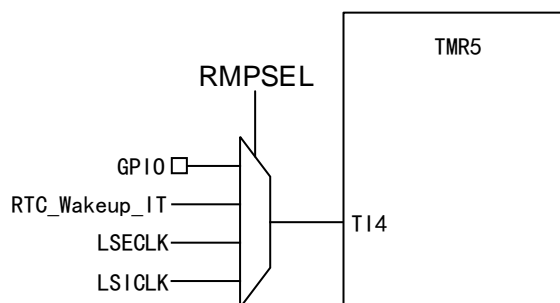 TMR5
RMPSEL
GPIO
RTC_Wakeup_IT
TI4
LSECLK
LSICLK